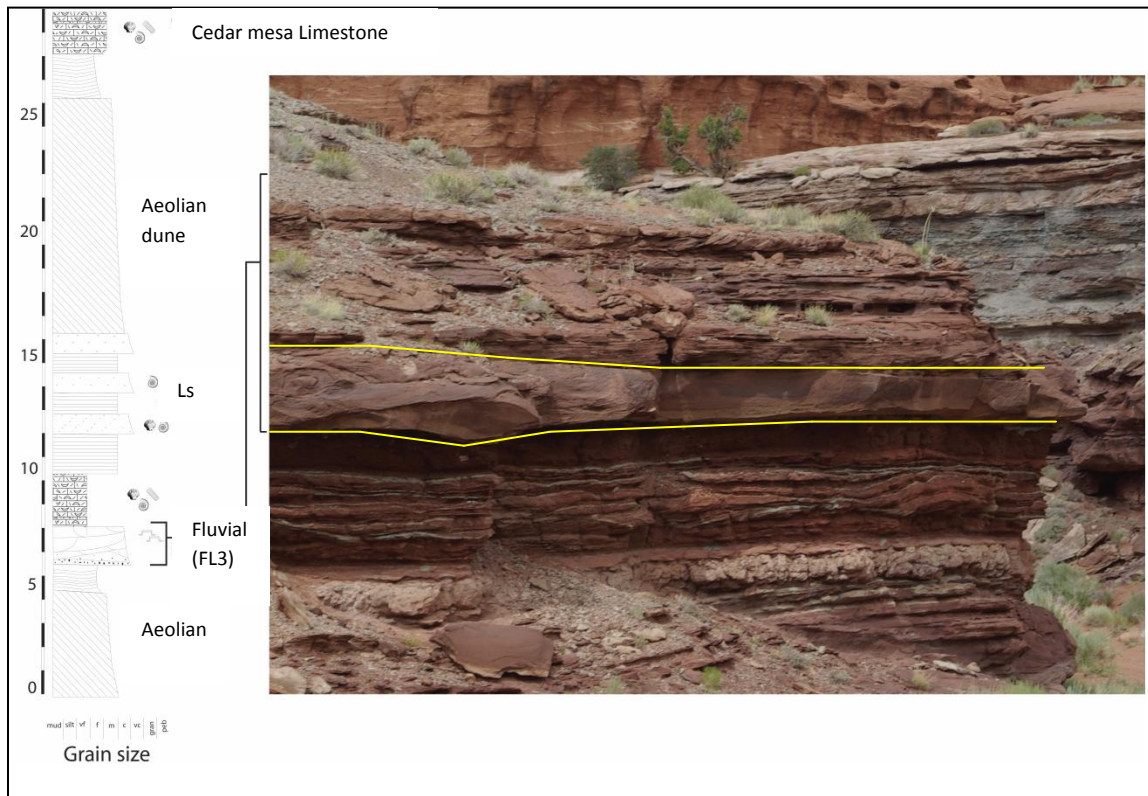 Cedar mesa Limestone
25
Aeolian
dune
20
15
Ls
10
Fluvial
(FL3)
5
Aeolian
0
mud silt vf f m c vc gran peb
Grain size